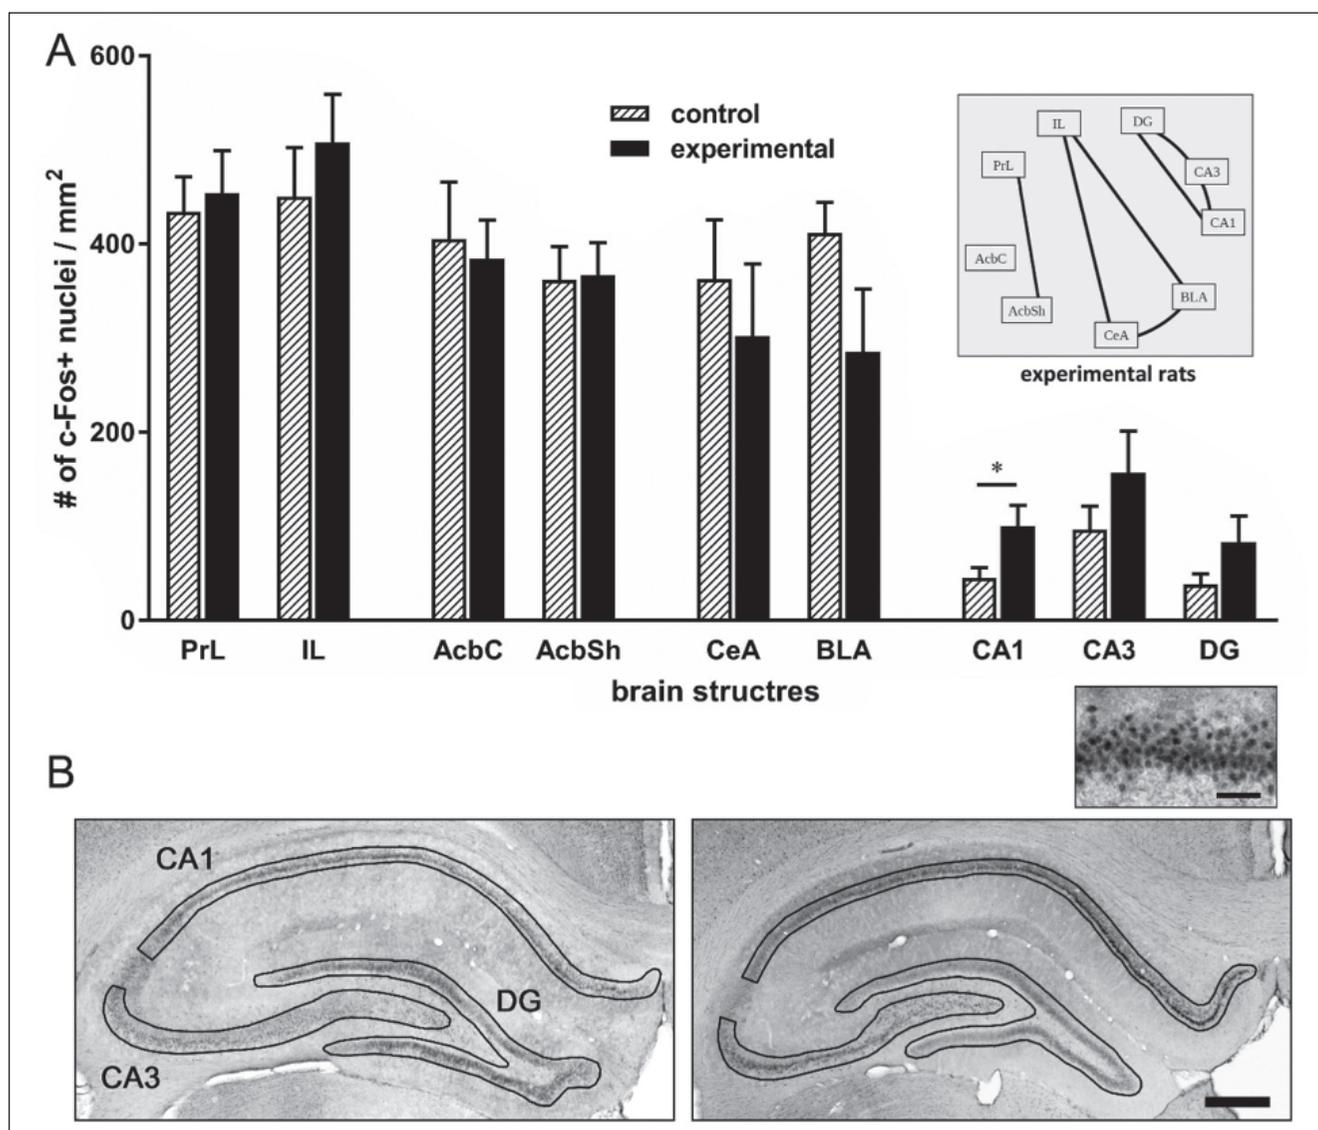 A
600
400
200
0
# of c-Fos+ nuclei / mm2
control
experimental
IL
DG
PrL
CA3
CA1
AcbC
BLA
AcbSh
CeA
experimental rats
*
PrL IL AcbC AcbSh CeA BLA CA1 CA3 DG
brain structres
B
CA1
DG
CA3